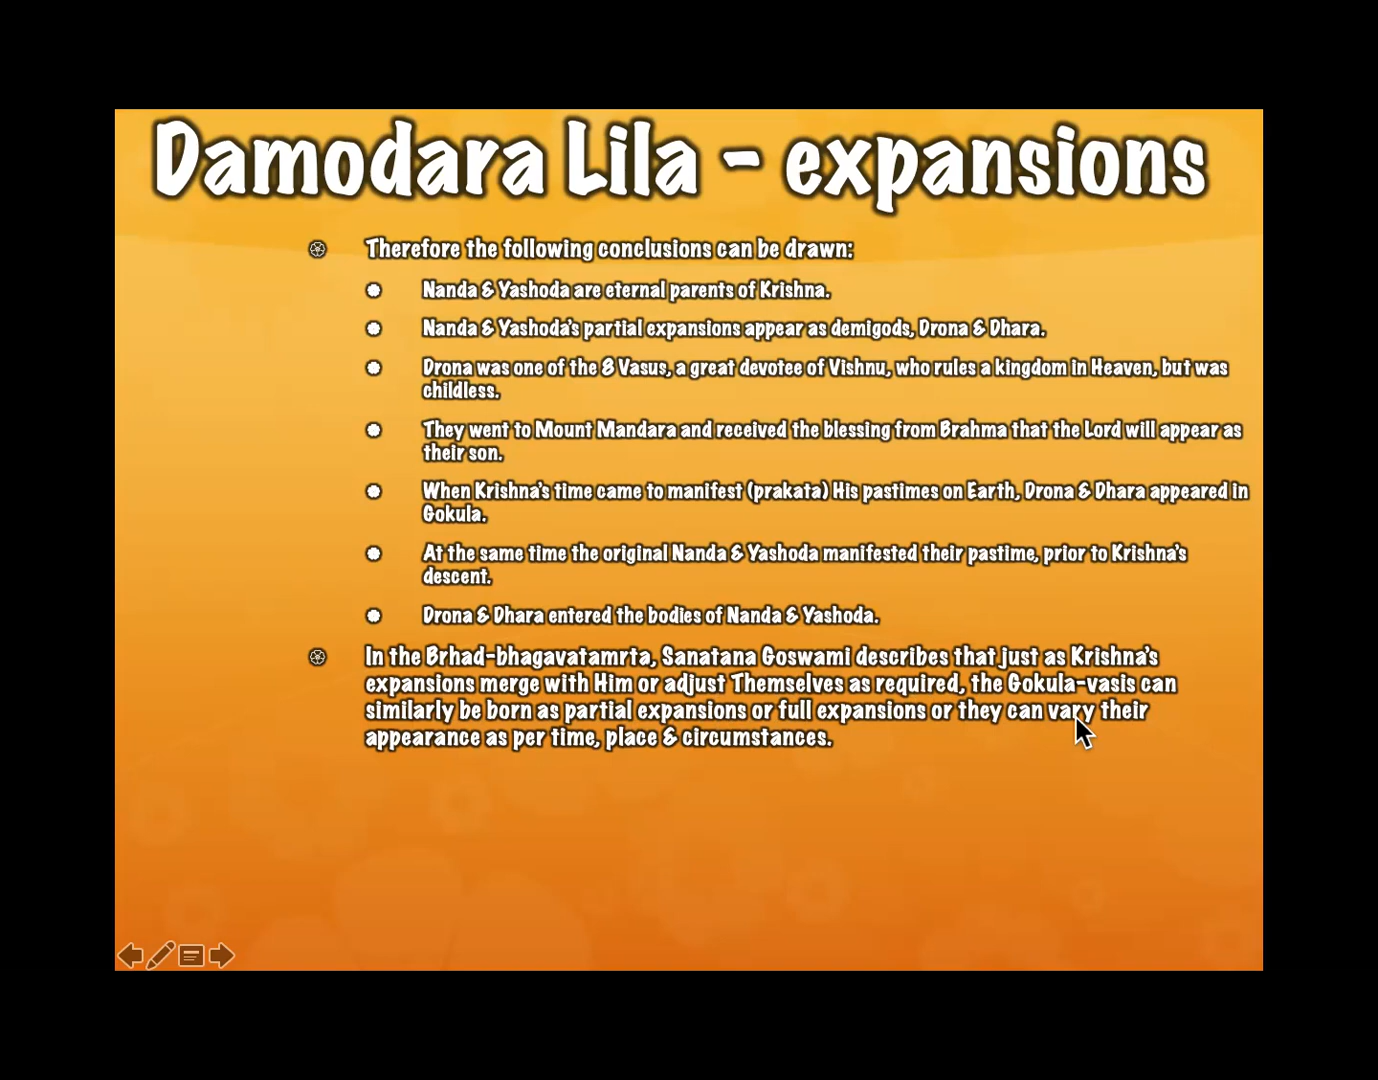 Damodara Lila - expansions
Therefore the following conclusions can be drawn:
Nanda & Yashoda are eternal parents of Krishna.
Nanda & Yashoda's partial expansions appear as demigods, Drona & Dhara.
Drona was one of the 8 Vasus, a great devotee of Vishnu, who rules a kingdom in Heaven, but was
childless.
They went to Mount Mandara and received the blessing from Brahma that the Lord will appear as
their son.
When Krishna's time came to manifest (prakata) His pastimes on Earth, Drona & Dhara appeared in
Gokula.
At the same time the original Nanda & Yashoda manifested their pastime, prior to Krishna's
descent.
Drona & Dhara entered the bodies of Nanda & Yashoda.
In the Brhad-bhagavatamrta, Sanatana Goswami describes that just as Krishna's
expansions merge with Him or adjust Themselves as required, the Gokula-vasis can
similarly be born as partial expansions or full expansions or they can vary their
appearance as per time, place & circumstances.